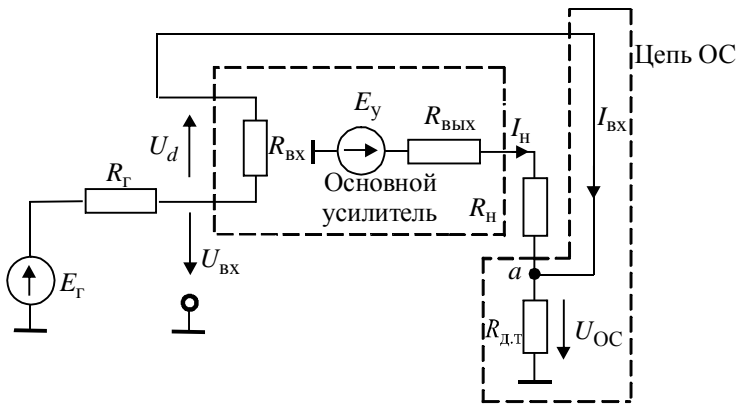 Цепь ОС
E_у
R_вых
I_н
I_вх
U_d
R_вх
R_г
Основной
усилитель
R_н
U_вх
E_г
a
R_д.т
U_ОС